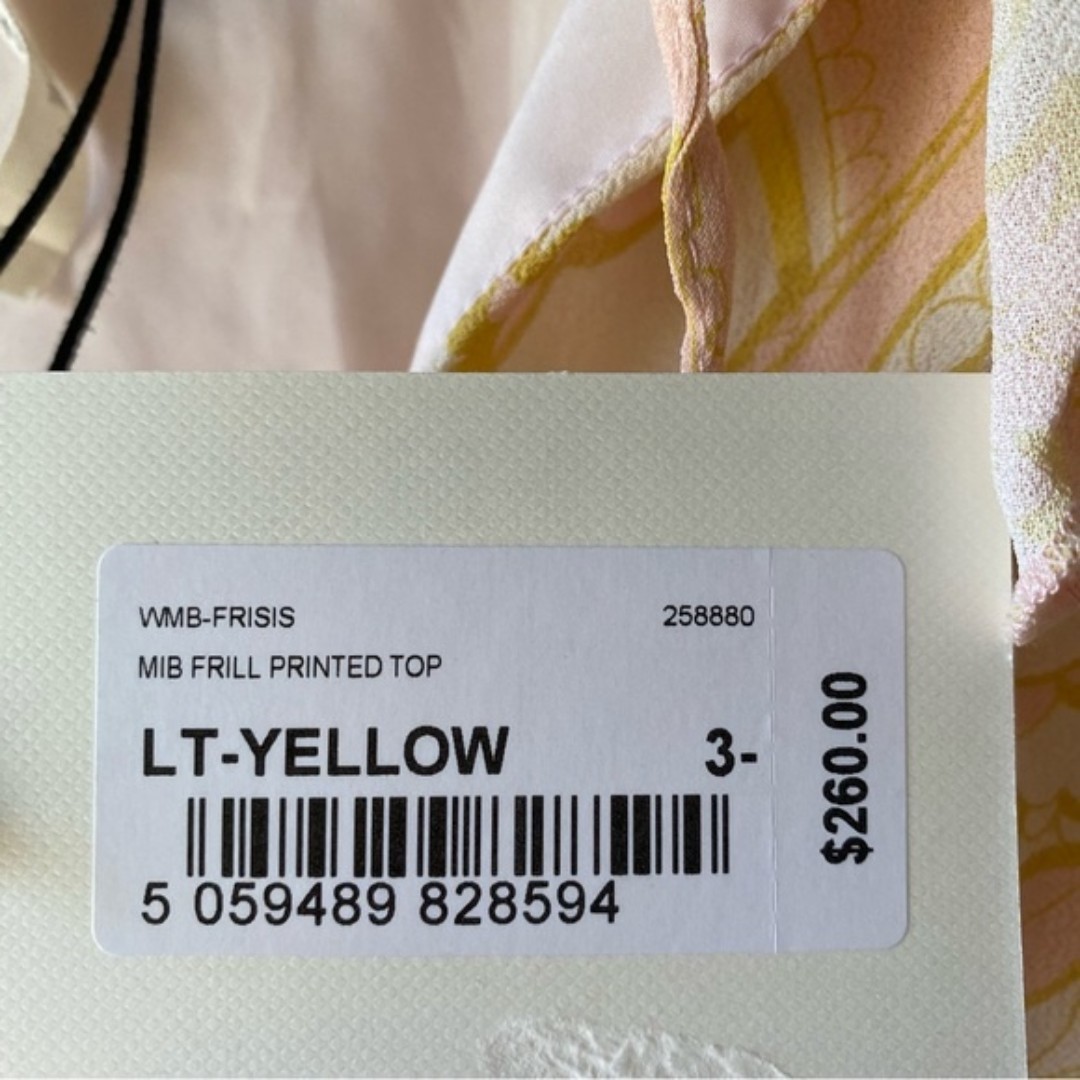 WMB-FRISIS 258880
MIB FRILL PRINTED TOP
LT-YELLOW 3-
5 059489 828594
$260.00